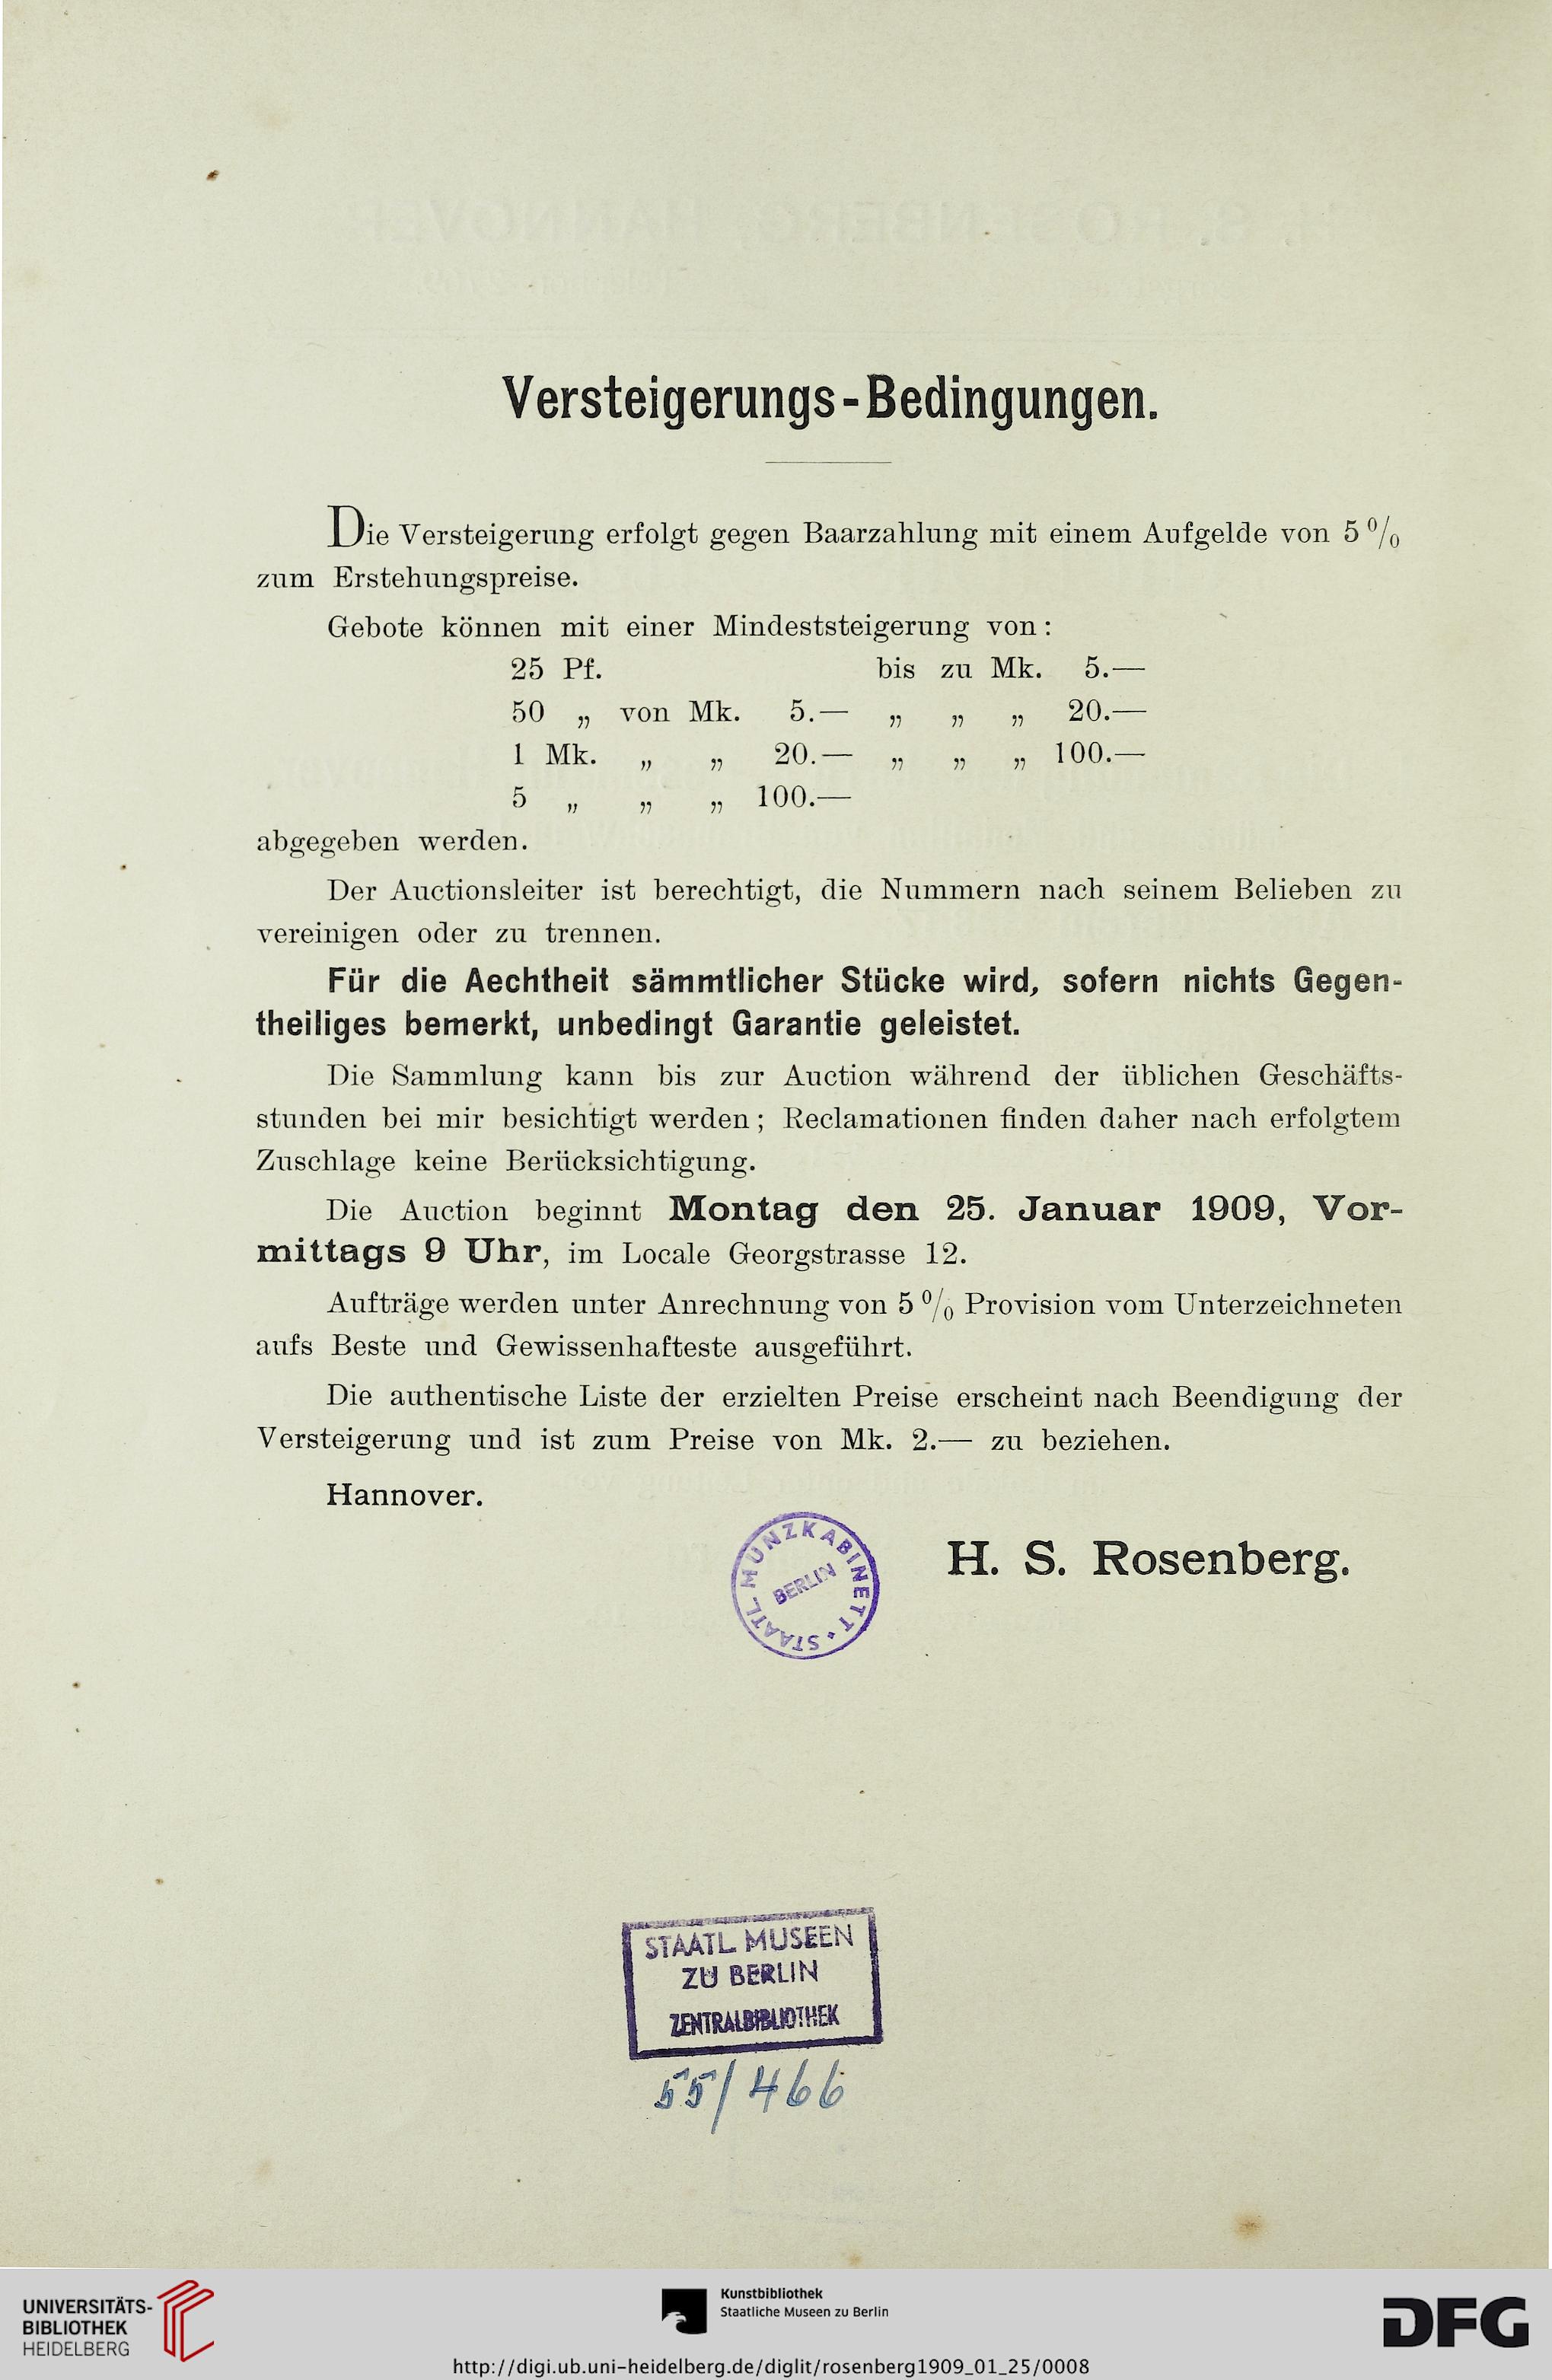 Versteigerungs-Bedingungen.
Die Versteigerung erfolgt gegen Baarzahlung mit einem Aufgelde von 5 %
zum Erstehungspreise.
Gebote können mit einer Mindeststeigerung von:
25 Pf. bis zu Mk. 5.—
50 „ von Mk. 5.— „ „ „ 20.—
1 Mk. „ „ 20.— „ „ „ 100.—
5 „ „ „ 100.—
abgegeben werden.
Der Auctionsleiter ist berechtigt, die Nummern nach seinem Belieben zu
vereinigen oder zu trennen.
Für die Aechtheit sämmtlicher Stücke wird, sofern nichts Gegen-
theiliges bemerkt, unbedingt Garantie geleistet.
Die Sammlung kann bis zur Auction während der üblichen Geschäfts-
stunden bei mir besichtigt werden; Reclamationen finden daher nach erfolgtem
Zuschlage keine Berücksichtigung.
Die Auction beginnt Montag den 25. Januar 1909, Vor-
mittags 9 Uhr, im Locale Georgstrasse 12.
Aufträge werden unter Anrechnung von 5 % Provision vom Unterzeichneten
aufs Beste und Gewissenhafteste ausgeführt.
Die authentische Liste der erzielten Preise erscheint nach Beendigung der
Versteigerung und ist zum Preise von Mk. 2.— zu beziehen.
Hannover.
H. S. Rosenberg.
STAATL. MÜNZKABINETT *
BERLIN
STAATL. MUSEEN
ZU BERLIN
ZENTRALBIBLIOTHEK
55/466
UNIVERSITÄTS-
BIBLIOTHEK
HEIDELBERG
Kunstbibliothek
Staatliche Museen zu Berlin
DFG
http://digi.ub.uni-heidelberg.de/diglit/rosenberg1909_01_25/0008